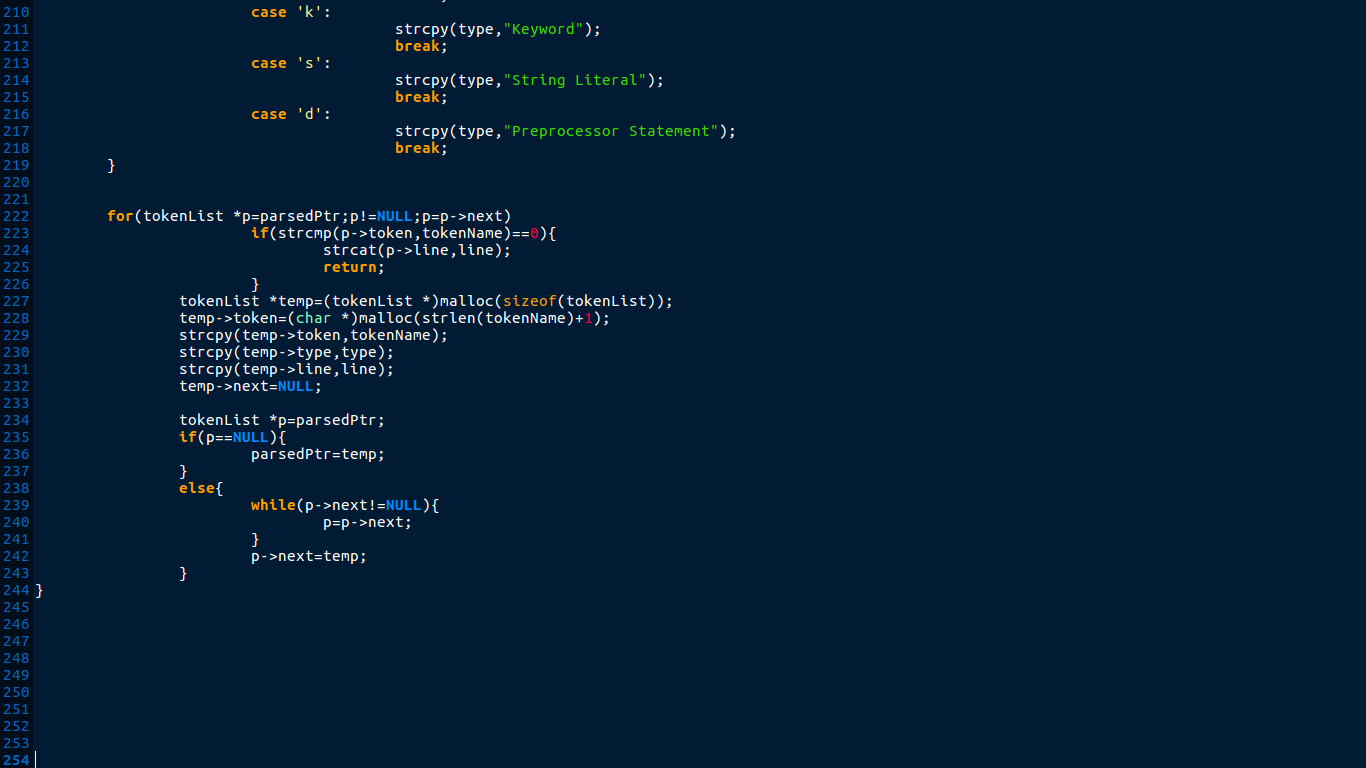 210 case 'k':
211 strcpy(type,"Keyword");
212 break;
213 case 's':
214 strcpy(type,"String Literal");
215 break;
216 case 'd':
217 strcpy(type,"Preprocessor Statement");
218 break;
219 }
220
221
222 for(tokenList *p=parsedPtr;p!=NULL;p=p->next)
223 if(strcmp(p->token,tokenName)==0){
224 strcat(p->line,line);
225 return;
226 }
227 tokenList *temp=(tokenList *)malloc(sizeof(tokenList));
228 temp->token=(char *)malloc(strlen(tokenName)+1);
229 strcpy(temp->token,tokenName);
230 strcpy(temp->type,type);
231 strcpy(temp->line,line);
232 temp->next=NULL;
233
234 tokenList *p=parsedPtr;
235 if(p==NULL){
236 parsedPtr=temp;
237 }
238 else{
239 while(p->next!=NULL){
240 p=p->next;
241 }
242 p->next=temp;
243 }
244 }
245
246
247
248
249
250
251
252
253
254